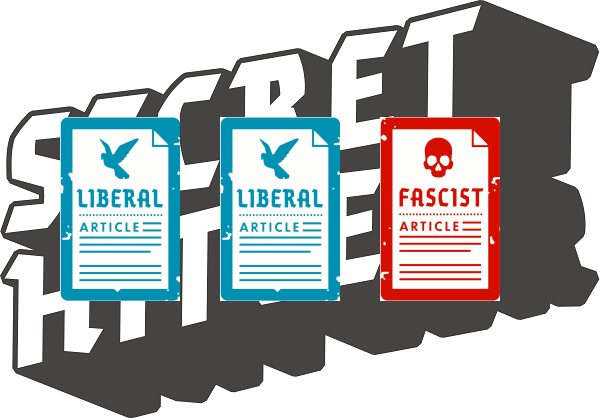 SECRET
HITLER
LIBERAL
ARTICLE
LIBERAL
ARTICLE
FASCIST
ARTICLE